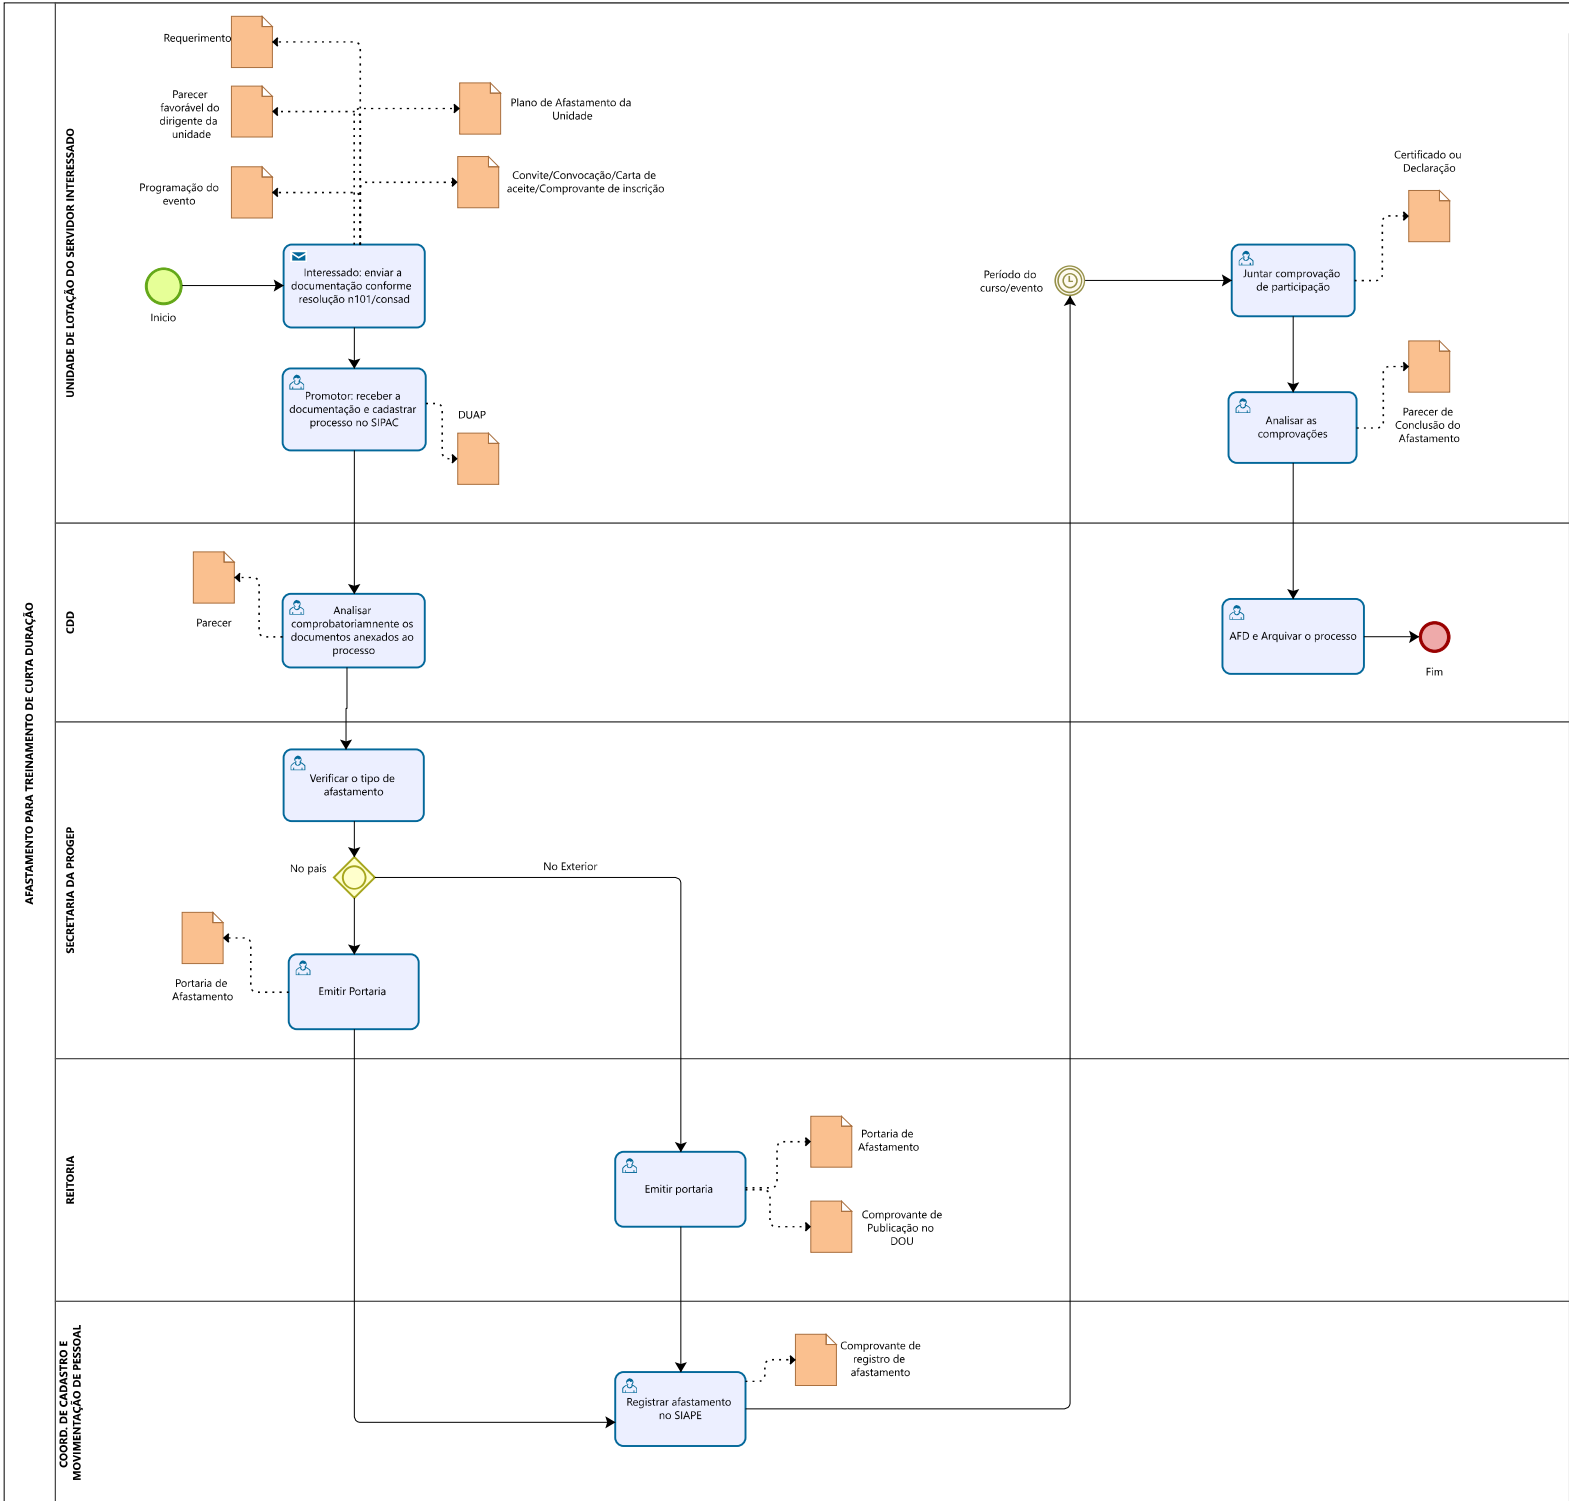 AFASTAMENTO PARA TREINAMENTO DE CURTA DURAÇÃO
UNIDADE DE LOTAÇÃO DO SERVIDOR INTERESSADO
Requerimento
Parecer
favorável do
dirigente da
unidade
Plano de Afastamento da
Unidade
Programação do
evento
Convite/Convocação/Carta de
aceite/Comprovante de inscrição
Inicio
Interessado: enviar a
documentação conforme
resolução n101/consad
Promotor: receber a
documentação e cadastrar
processo no SIPAC
DUAP
Período do
curso/evento
Certificado ou
Declaração
Juntar comprovação
de participação
Analisar as
comprovações
Parecer de
Conclusão do
Afastamento
CDD
Parecer
Analisar
comprobatoriamnente os
documentos anexados ao
processo
AFD e Arquivar o processo
Fim
SECRETARIA DA PROGEP
Verificar o tipo de
afastamento
No país
No Exterior
Portaria de
Afastamento
Emitir Portaria
REITORIA
Emitir portaria
Portaria de
Afastamento
Comprovante de
Publicação no
DOU
COORD. DE CADASTRO E
MOVIMENTAÇÃO DE PESSOAL
Registrar afastamento
no SIAPE
Comprovante de
registro de
afastamento